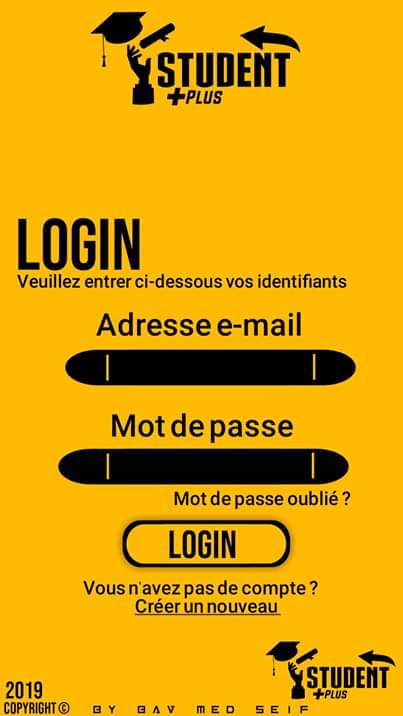 STUDENT
+PLUS
LOGIN
Veuillez entrer ci-dessous vos identifiants
Adresse e-mail
Mot de passe
Mot de passe oublié ?
LOGIN
Vous n'avez pas de compte ?
Créer un nouveau
STUDENT
+PLUS
2019
COPYRIGHT © BY GAV MED SEIF